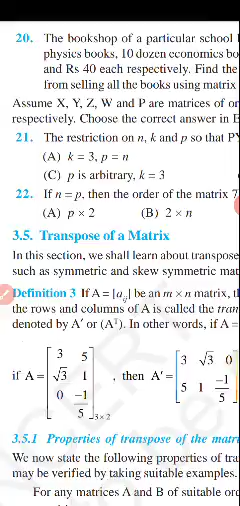 20. The bookshop of a particular school
physics books, 10 dozen economics bo
and Rs 40 each respectively. Find the
from selling all the books using matrix
Assume X, Y, Z, W and P are matrices of or
respectively. Choose the correct answer in E
21. The restriction on n, k and p so that PY
(A) k = 3, p = n
(C) p is arbitrary, k = 3
22. If n = p, then the order of the matrix 7
(A) p × 2 (B) 2 × n
3.5. Transpose of a Matrix
In this section, we shall learn about transpose
such as symmetric and skew symmetric mat
Definition 3 If A = [aij] be an m × n matrix, t
the rows and columns of A is called the tran
denoted by A′ or (Aᵀ). In other words, if A =
if A = [3 5; √3 1; 0 −1/5]3 × 2, then A′ = [3 √3 0; 5 1 −1/5]
3.5.1 Properties of transpose of the matri
We now state the following properties of tra
may be verified by taking suitable examples.
For any matrices A and B of suitable ord